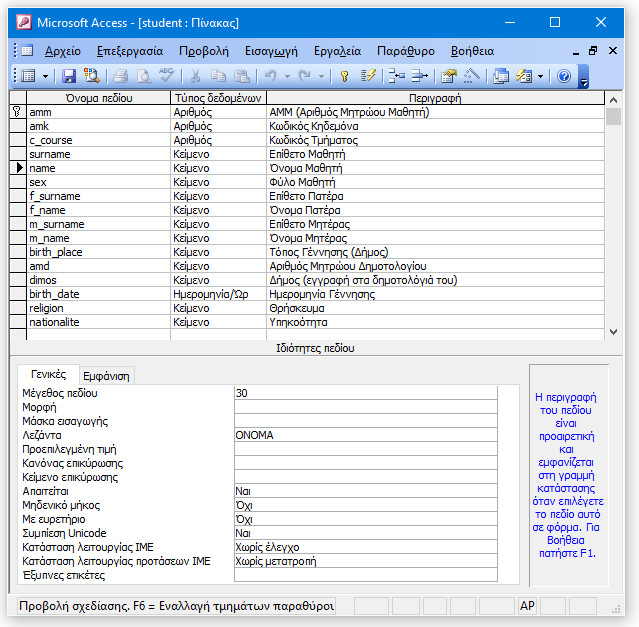 Microsoft Access - [student : Πίνακας]
Αρχείο Επεξεργασία Προβολή Εισαγωγή Εργαλεία Παράθυρο Βοήθεια
Όνομα πεδίου Τύπος δεδομένων Περιγραφή
amm Αριθμός ΑΜΜ (Αριθμός Μητρώου Μαθητή)
amk Αριθμός Κωδικός Κηδεμόνα
c_course Αριθμός Κωδικός Τμήματος
surname Κείμενο Επίθετο Μαθητή
name Κείμενο Όνομα Μαθητή
sex Κείμενο Φύλο Μαθητή
f_surname Κείμενο Επίθετο Πατέρα
f_name Κείμενο Όνομα Πατέρα
m_surname Κείμενο Επίθετο Μητέρας
m_name Κείμενο Όνομα Μητέρας
birth_place Κείμενο Τόπος Γέννησης (Δήμος)
amd Κείμενο Αριθμός Μητρώου Δημοτολογίου
dimos Κείμενο Δήμος (εγγραφή στα δημοτολόγιά του)
birth_date Ημερομηνία/Ώρ Ημερομηνία Γέννησης
religion Κείμενο Θρήσκευμα
nationalite Κείμενο Υπηκοότητα
Ιδιότητες πεδίου
Γενικές Εμφάνιση
Μέγεθος πεδίου 30
Μορφή
Μάσκα εισαγωγής
Λεζάντα ΟΝΟΜΑ
Προεπιλεγμένη τιμή
Κανόνας επικύρωσης
Κείμενο επικύρωσης
Απαιτείται Ναι
Μηδενικό μήκος Όχι
Με ευρετήριο Όχι
Συμπίεση Unicode Ναι
Κατάσταση λειτουργίας IME Χωρίς έλεγχο
Κατάσταση λειτουργίας προτάσεων IME Χωρίς μετατροπή
Έξυπνες ετικέτες
Η περιγραφή
του πεδίου
είναι
προαιρετική
και
εμφανίζεται
στη γραμμή
κατάστασης
όταν επιλέγετε
το πεδίο αυτό
σε φόρμα. Για
Βοήθεια
πατήστε F1.
Προβολή σχεδίασης. F6 = Εναλλαγή τμημάτων παραθύρου ΑΡ